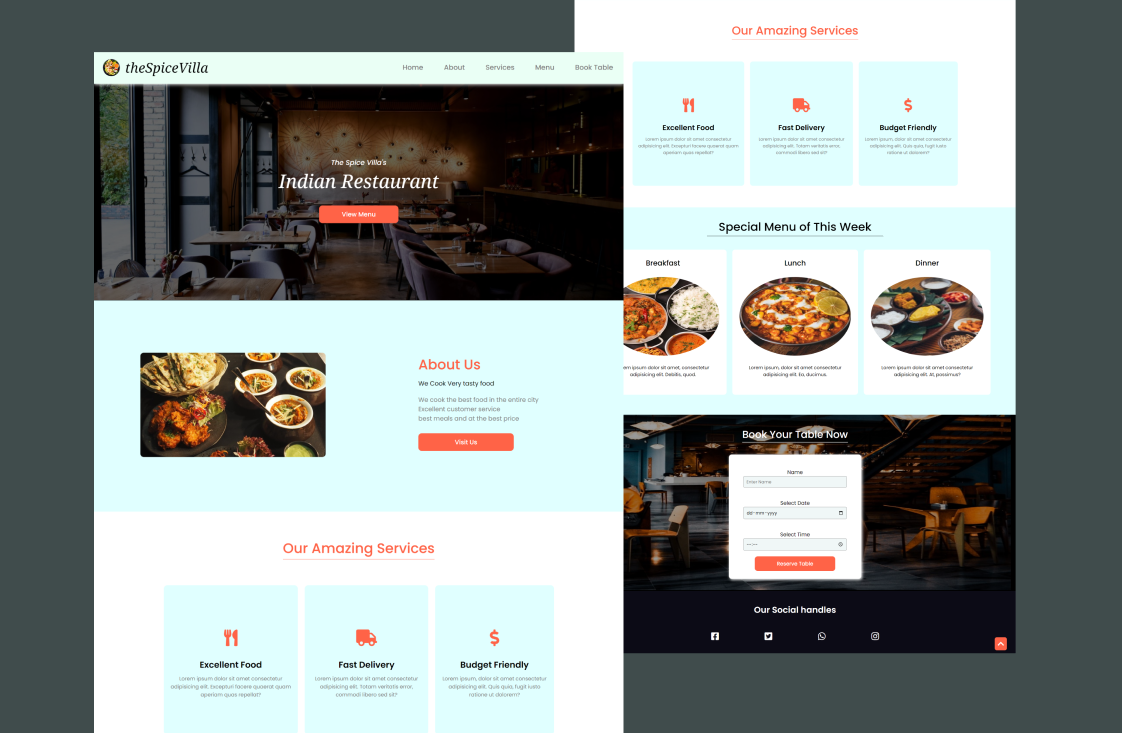 theSpiceVilla
Home About Services Menu Book Table
The Spice Villa's
Indian Restaurant
View Menu
About Us
We Cook Very tasty food
We cook the best food in the entire city
Excellent customer service
best meals and at the best price
Visit Us
Our Amazing Services
Excellent Food
Lorem ipsum dolor sit amet consectetur
adipisicing elit. Excepturi facere quaerat quam
aperiam quas repellat?
Fast Delivery
Lorem ipsum dolor sit amet consectetur
adipisicing elit. Totam veritatis error,
commodi libero sed sit?
Budget Friendly
Lorem ipsum, dolor sit amet consectetur
adipisicing elit. Quis quia, fugit iusto
ratione ut dolorem?
Our Amazing Services
Excellent Food
Lorem ipsum dolor sit amet consectetur
adipisicing elit. Excepturi facere quaerat quam
aperiam quas repellat?
Fast Delivery
Lorem ipsum dolor sit amet consectetur
adipisicing elit. Totam veritatis error,
commodi libero sed sit?
Budget Friendly
Lorem ipsum, dolor sit amet consectetur
adipisicing elit. Quis quia, fugit iusto
ratione ut dolorem?
Special Menu of This Week
Breakfast
ipsum dolor sit amet, consectetur
adipisicing elit. Debitis, quod.
Lunch
Lorem ipsum, dolor sit amet consectetur
adipisicing elit. Ea, ducimus.
Dinner
Lorem ipsum dolor sit amet consectetur
adipisicing elit. At, possimus?
Book Your Table Now
Name
Enter Name
Select Date
dd-mm-yyyy
Select Time
--:--
Reserve Table
Our Social handles